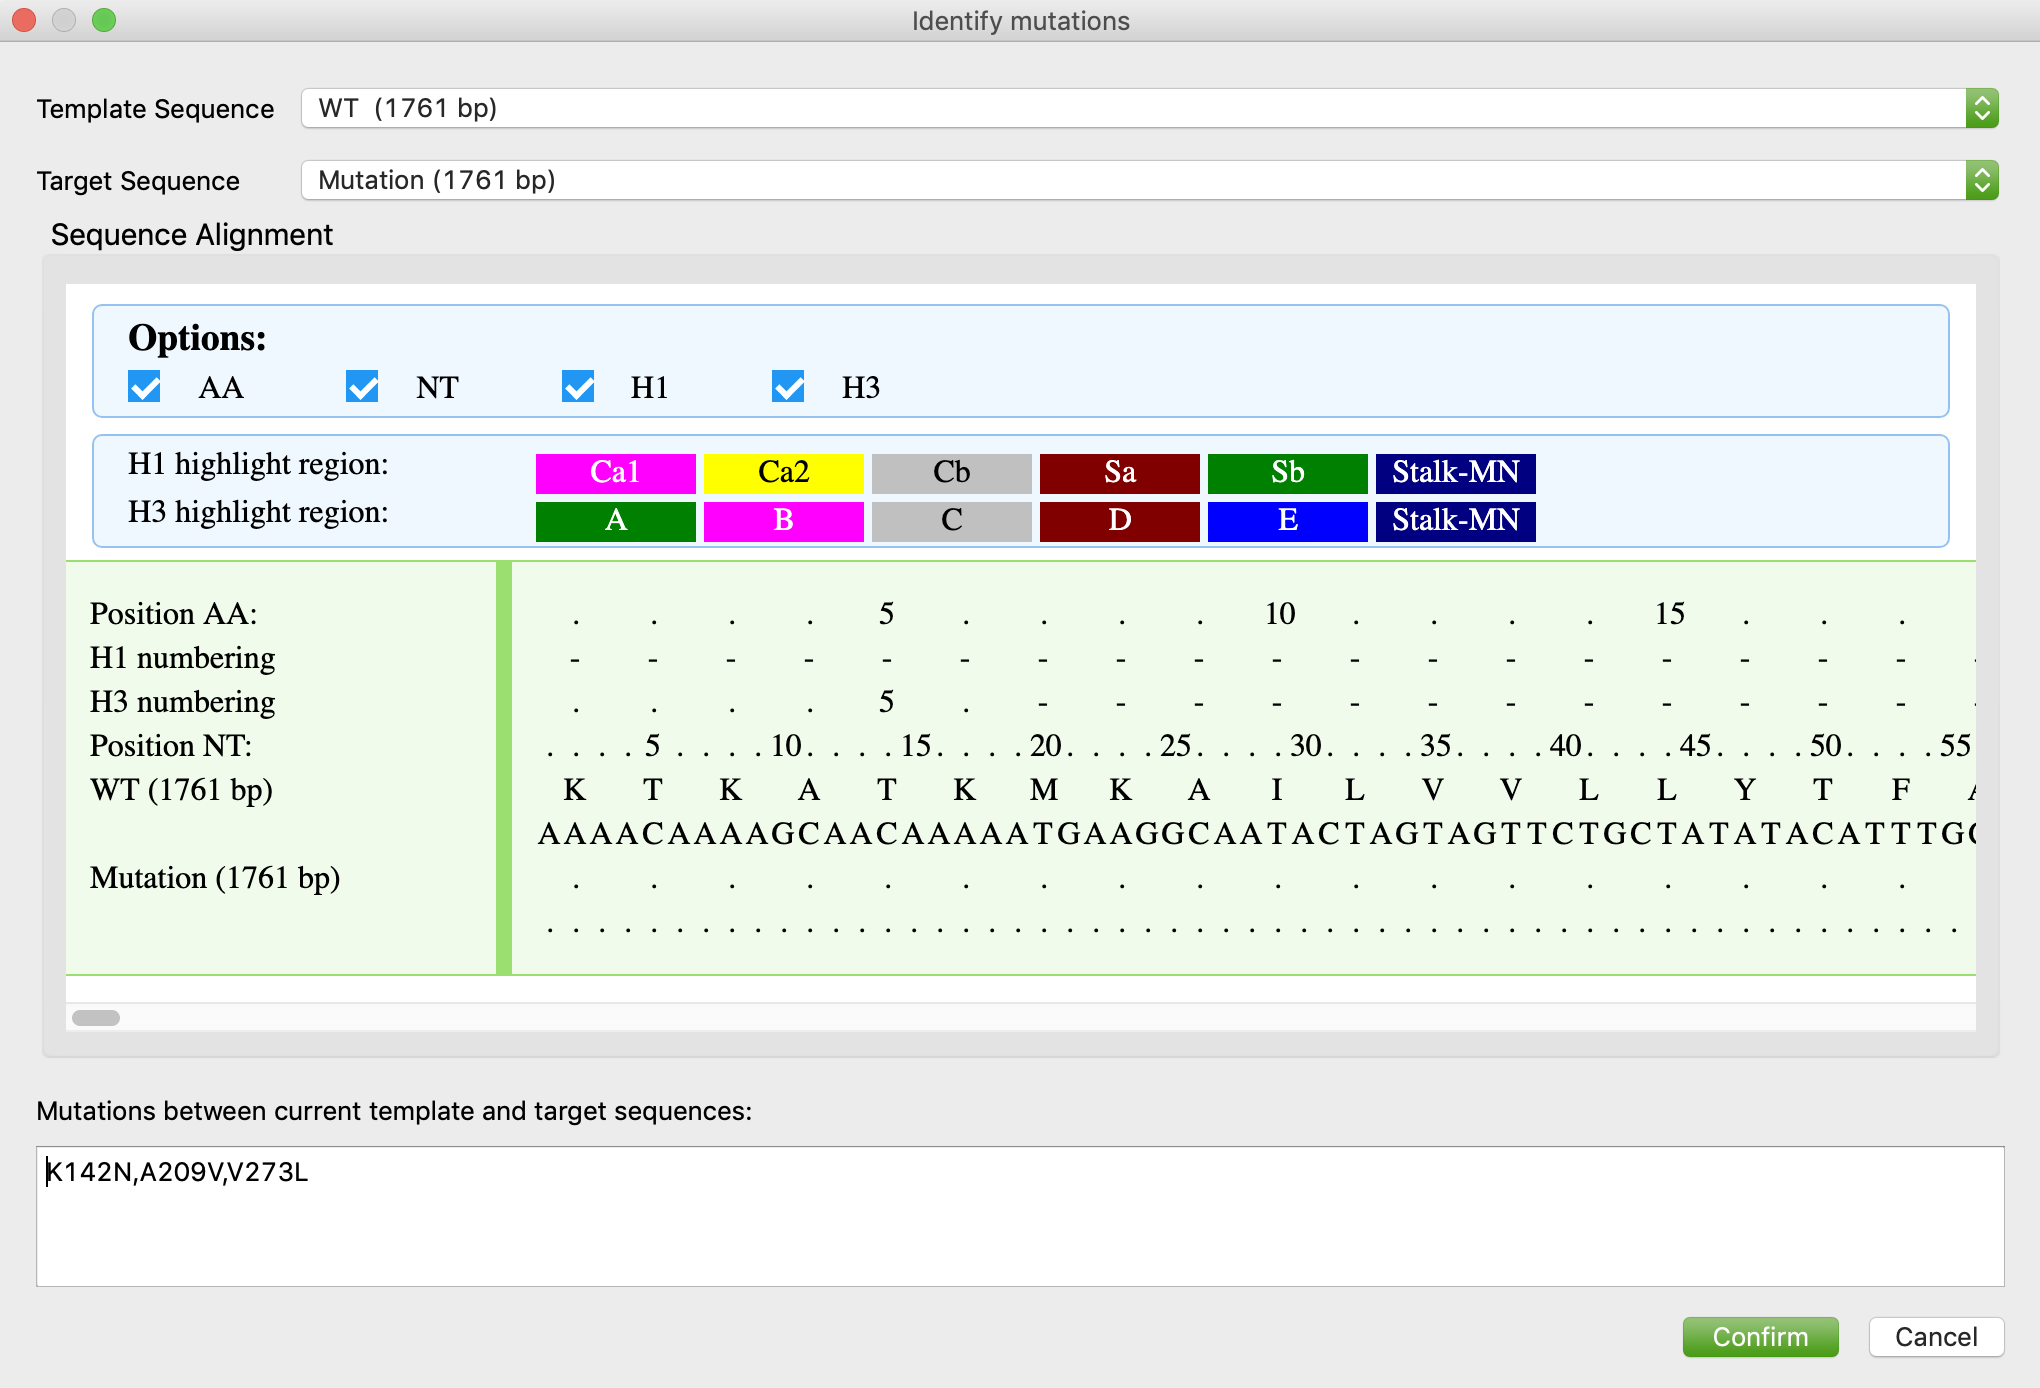 Identify mutations
Template Sequence WT (1761 bp)
Target Sequence Mutation (1761 bp)
Sequence Alignment
Options:
AA NT H1 H3
H1 highlight region: Ca1 Ca2 Cb Sa Sb Stalk-MN
H3 highlight region: A B C D E Stalk-MN
Position AA: . . . . 5 . . . . 10 . . . . 15 . . .
H1 numbering - - - - - - - - - - - - - - - - - - -
H3 numbering . . . . 5 . - - - - - - - - - - - - -
Position NT: . . . . 5 . . . . 10 . . . . 15 . . . . 20 . . . . 25 . . . . 30 . . . . 35 . . . . 40 . . . . 45 . . . . 50 . . . . 55
WT (1761 bp) K T K A T K M K A I L V V L L Y T F A
AAAACAAAAGCAACAAAAATGAAGGCAATACTAGTAGTTCTGCTATATACATTTGC
Mutation (1761 bp) . . . . . . . . . . . . . . . . . .
. . . . . . . . . . . . . . . . . . . . . . . . . . . . . . . . . . . . . . . . . . . . . . . . . . . . . . .
Mutations between current template and target sequences:
K142N,A209V,V273L
Confirm Cancel